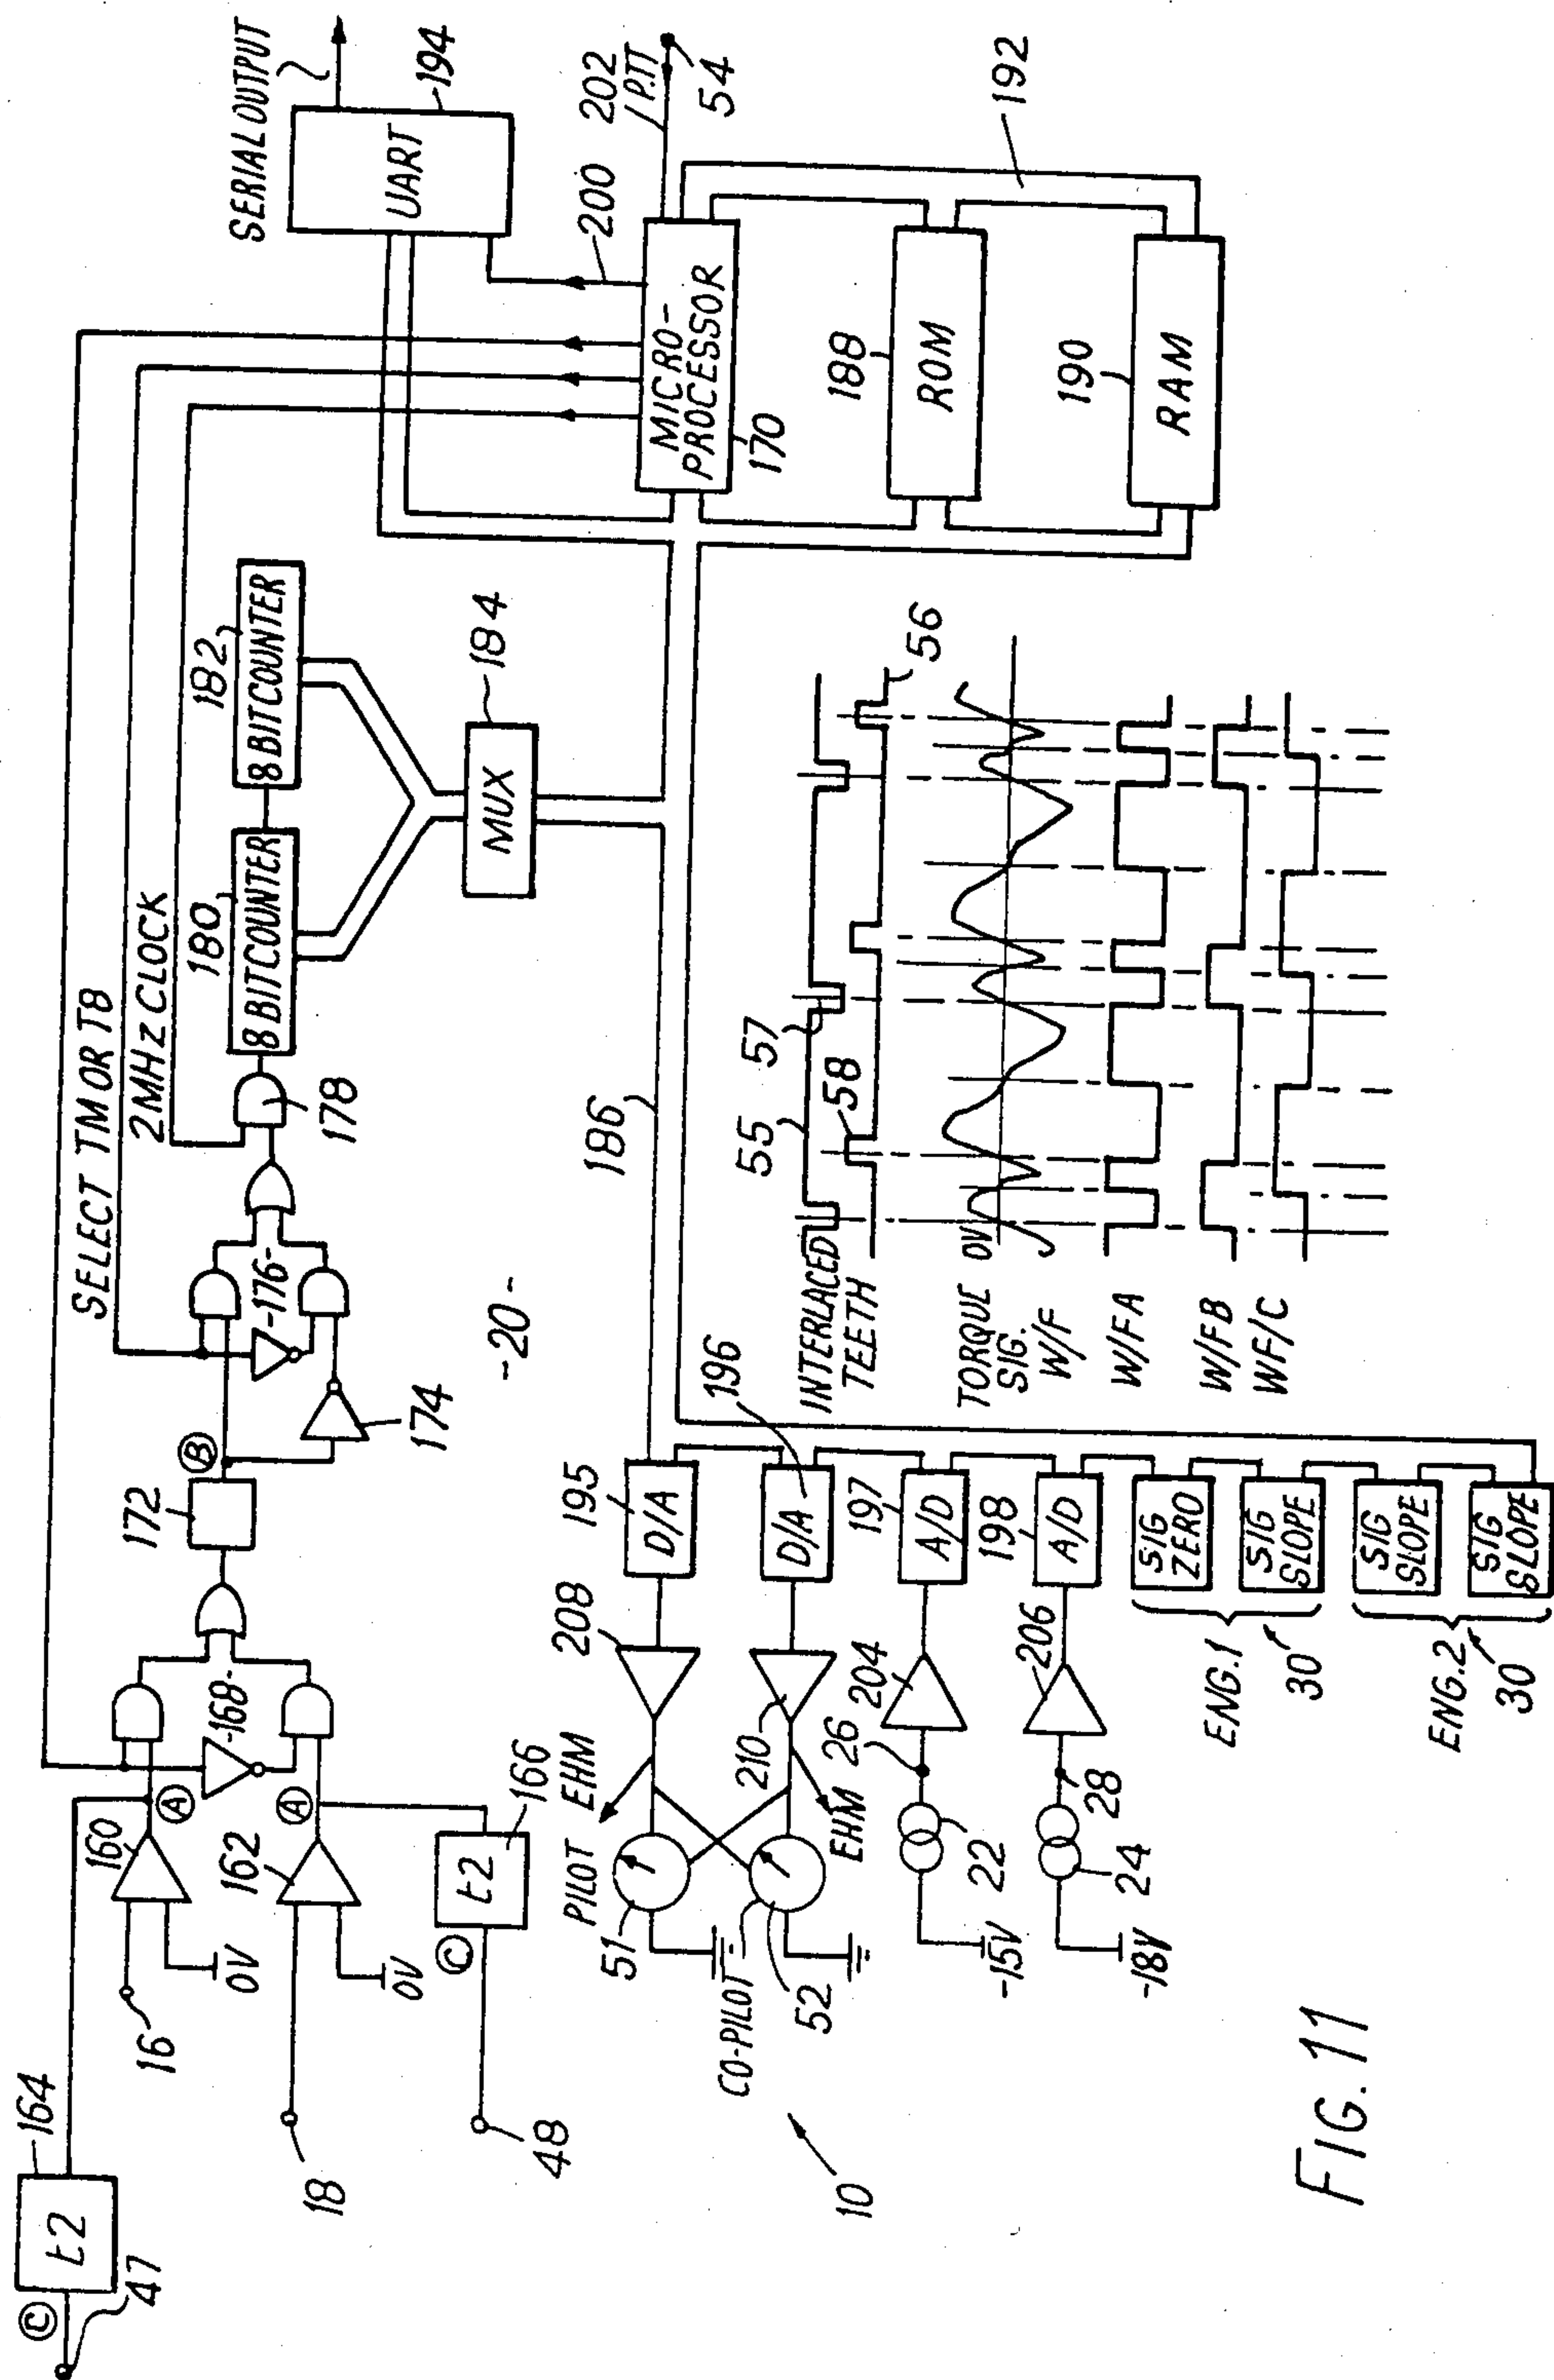 SERIAL OUTPUT
194
UART
SELECT TM OR TB
2 MHz CLOCK
200
202
P.T.T
54
182
8 BIT COUNTER
180
8 BIT COUNTER
184
MUX
178
-176-
174
B
172
-168-
A
160
A
162
164
t2
C
47
16
0V
18
0V
166
t2
C
48
-20-
186
MICRO-
PROCESSOR
170
188
ROM
190
RAM
192
195
D/A
196
D/A
197
A/D
198
A/D
SIG
ZERO
SIG
SLOPE
SIG
SLOPE
SIG
SLOPE
ENG.1
30
ENG.2
30
208
210
204
206
PILOT
EHM
51
CO-PILOT
52
EHM
26
22
-15V
28
24
-18V
10
55
57
58
56
INTERLACED
TEETH
TORQUE 0V
SIG.
W/F
W/FA
W/FB
WF/C
FIG. 11